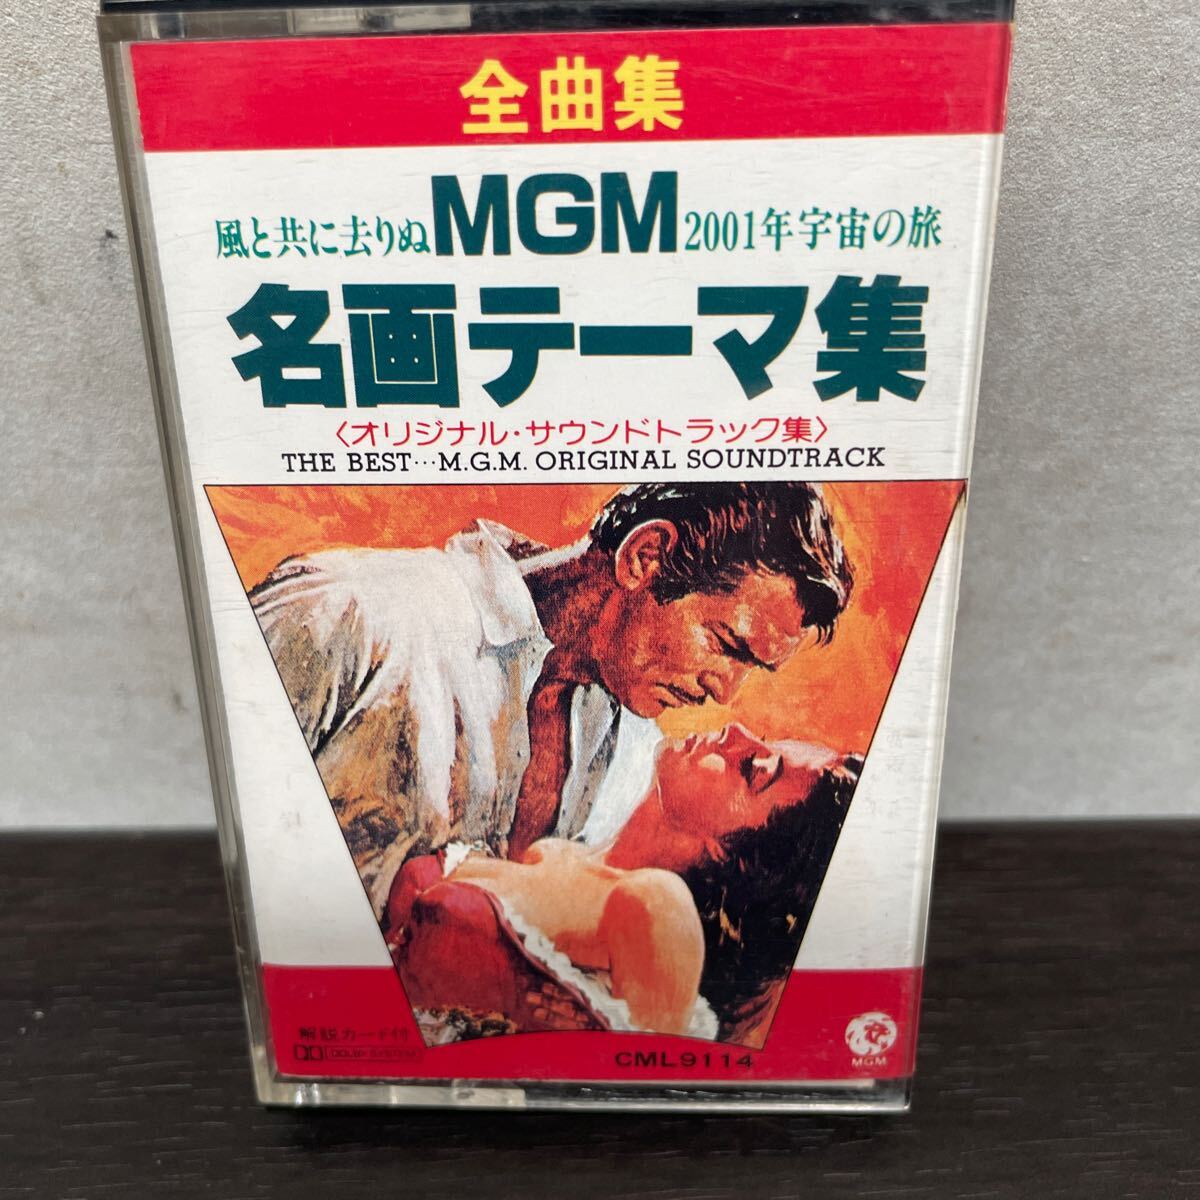 全曲集
風と共に去りぬ MGM 2001年宇宙の旅
名画テーマ集
〈オリジナル・サウンドトラック集〉
THE BEST…M.G.M. ORIGINAL SOUNDTRACK
解説カード付
DOLBY SYSTEM
CML9114
MGM